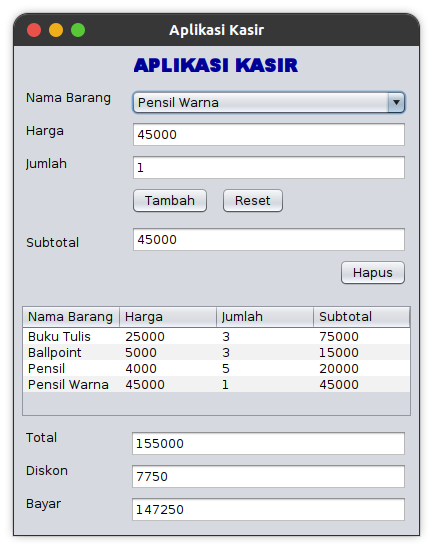 Aplikasi Kasir
APLIKASI KASIR
Nama Barang Pensil Warna
Harga 45000
Jumlah 1
Tambah Reset
Subtotal 45000
Hapus
Nama Barang Harga Jumlah Subtotal
Buku Tulis 25000 3 75000
Ballpoint 5000 3 15000
Pensil 4000 5 20000
Pensil Warna 45000 1 45000
Total 155000
Diskon 7750
Bayar 147250